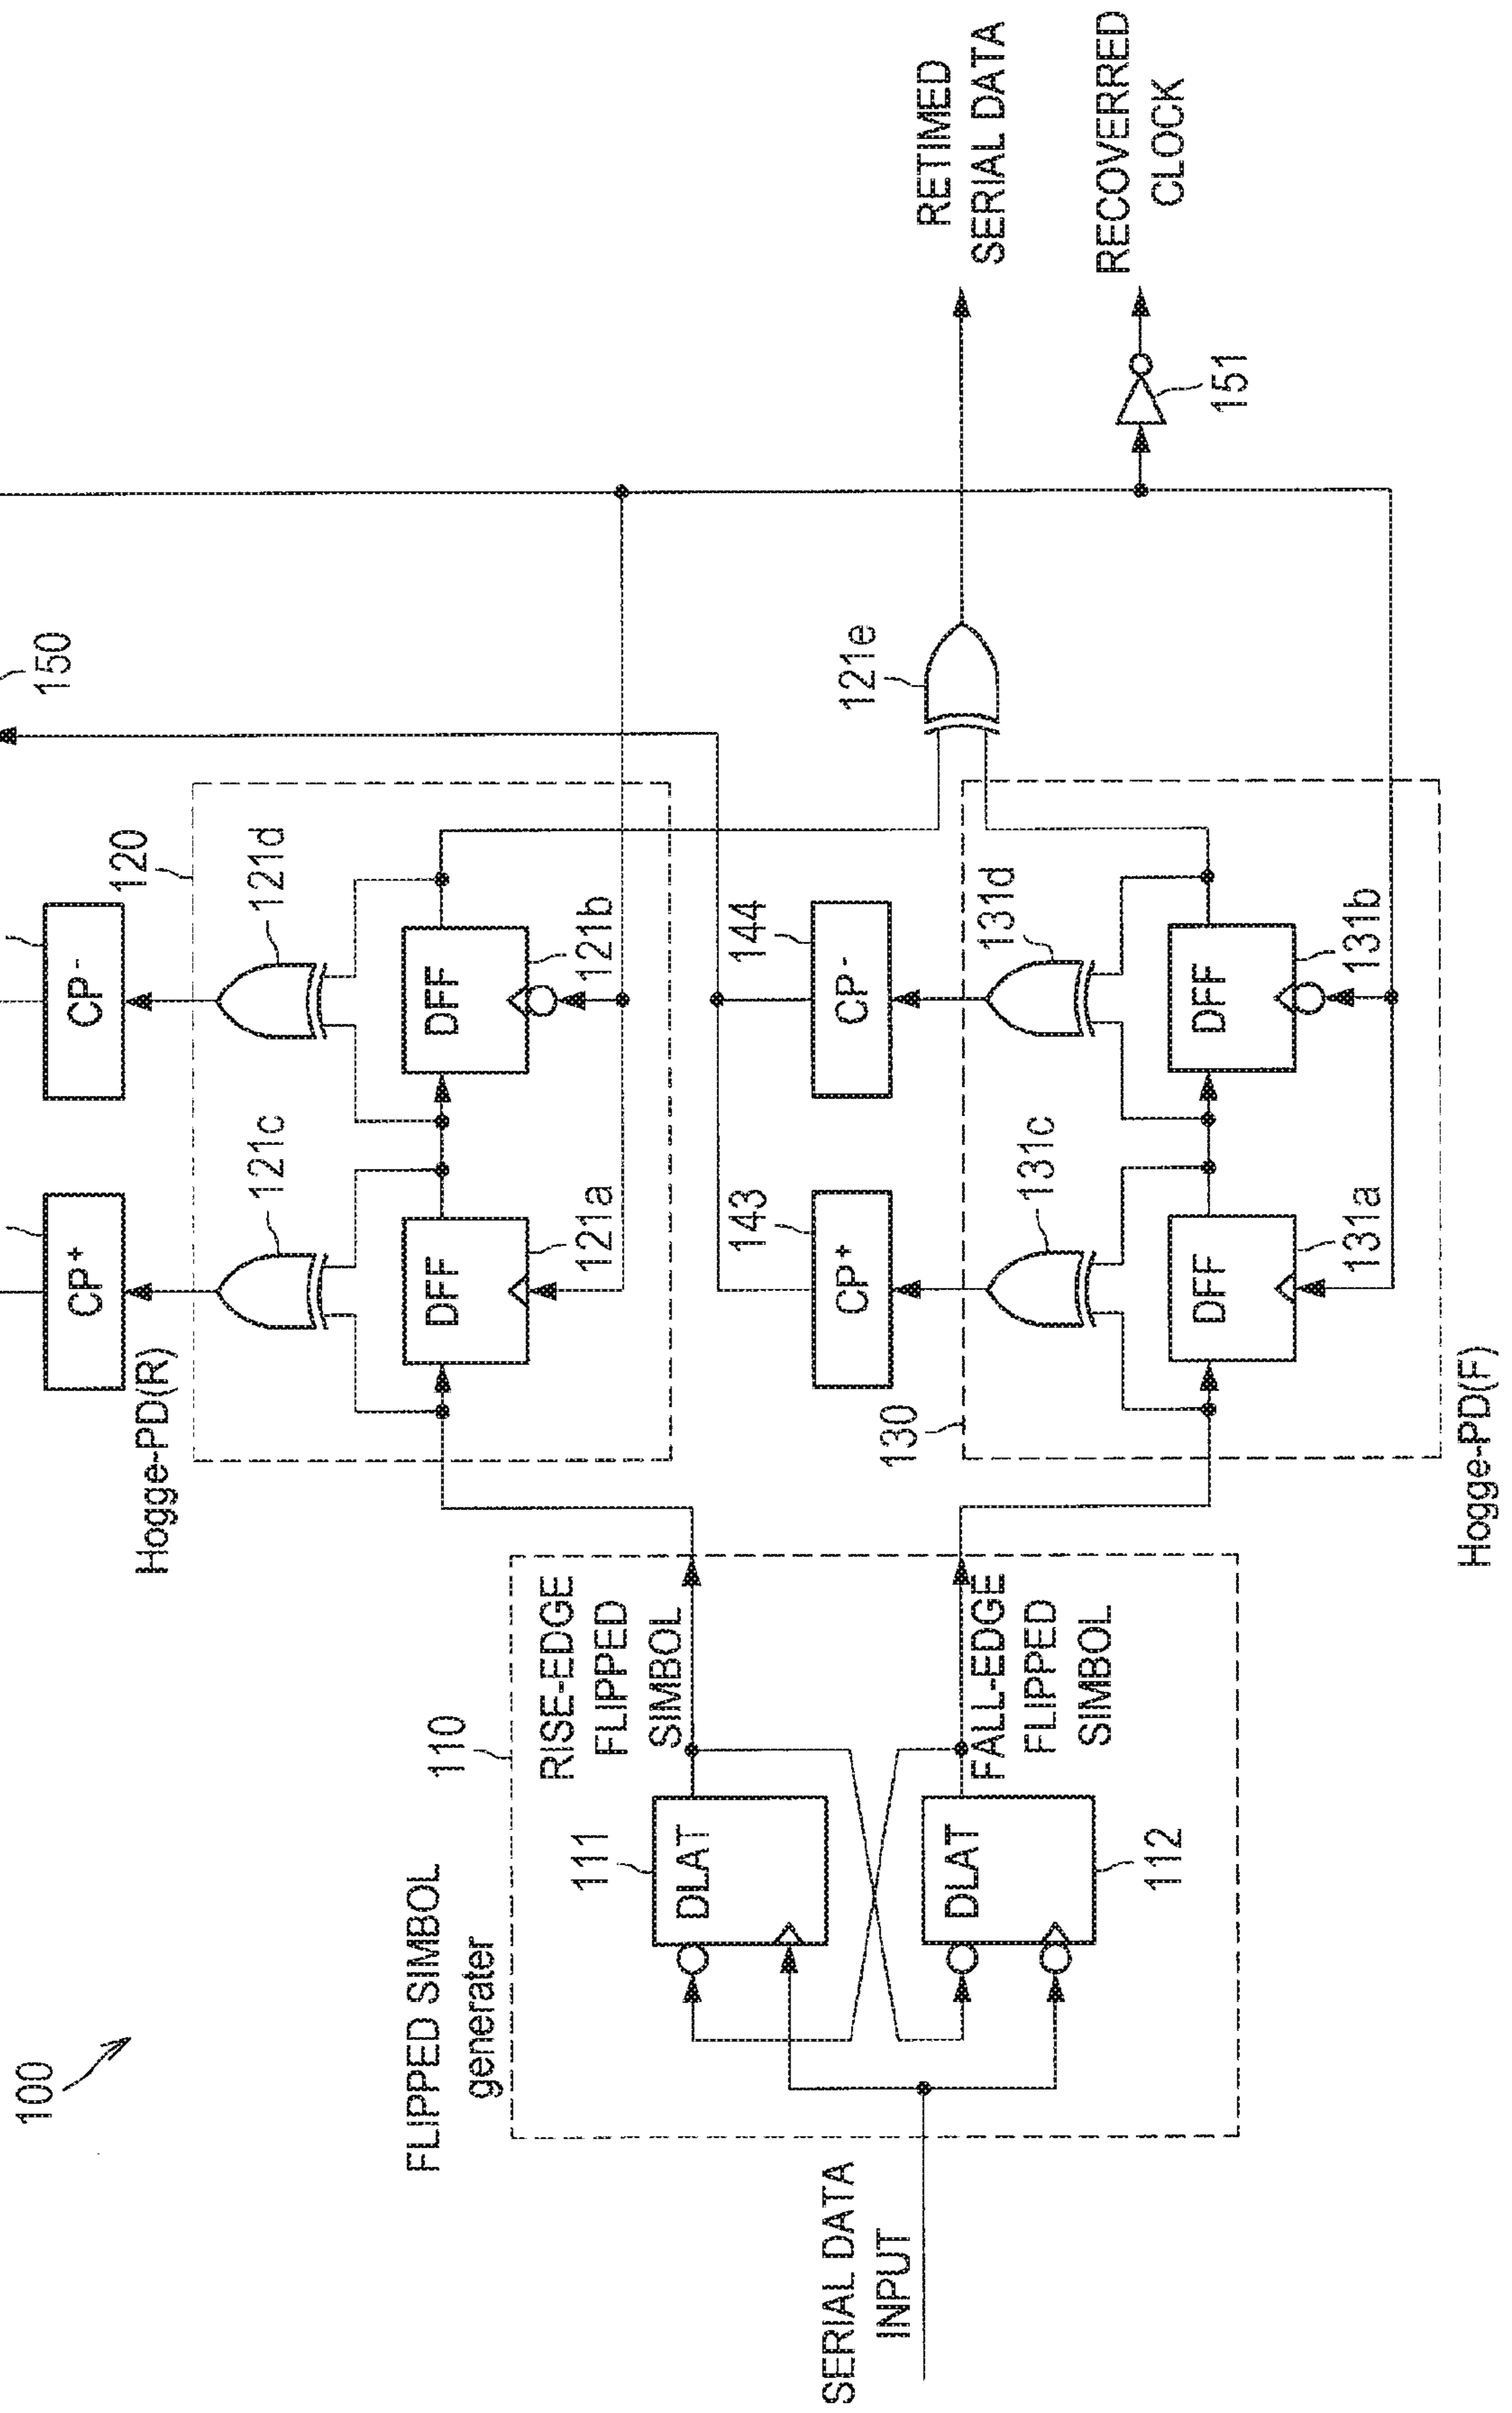 100
150
CP+
CP-
Hogge-PD(R)
120
121c
121d
DFF
DFF
121a
121b
FLIPPED SIMBOL
generater
110
111
DLAT
RISE-EDGE
FLIPPED
SIMBOL
143
144
CP+
CP-
121e
RETIMED
SERIAL DATA
SERIAL DATA
INPUT
DLAT
112
FALL-EDGE
FLIPPED
SIMBOL
130
131c
131d
RECOVERRED
CLOCK
151
DFF
DFF
131a
131b
Hogge-PD(F)